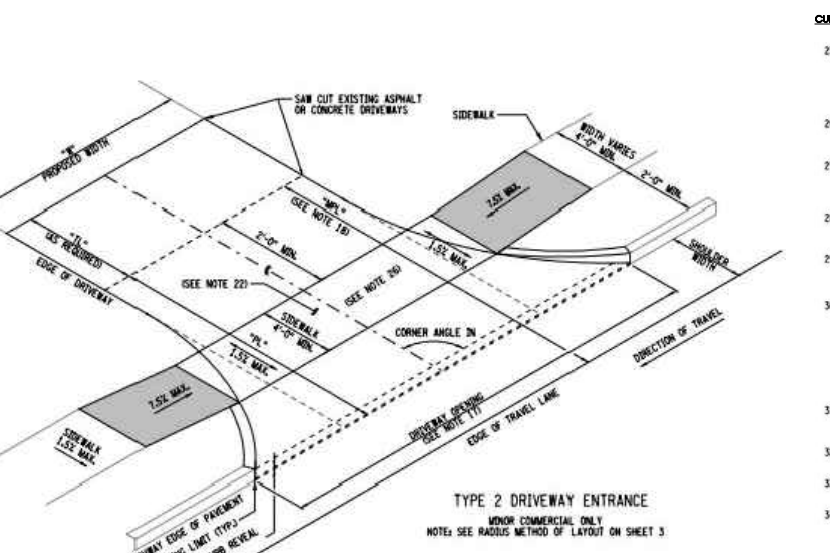 CU
SAW CUT EXISTING ASPHALT
OR CONCRETE DRIVEWAYS
SIDEWALK
WIDTH VARIES
4'-0" MIN.
2'-0" MIN.
"W"
PROPOSED WIDTH
7.5% MAX.
"MPL"
(SEE NOTE 18)
1.5% MAX.
SHOULDER
WIDTH
"TL"
(AS REQUIRED)
EDGE OF DRIVEWAY
2'-0" MIN.
(SEE NOTE 22)
(SEE NOTE 26)
SIDEWALK
4'-0" MIN.
"PL"
1.5% MAX.
CORNER ANGLE IN
DIRECTION OF TRAVEL
7.5% MAX.
DRIVEWAY OPENING
(SEE NOTE 17)
EDGE OF TRAVEL LANE
SIDEWALK
1.5% MAX.
WAY EDGE OF PAVEMENT
LIMIT (TYP.)
REVEAL
TYPE 2 DRIVEWAY ENTRANCE
MINOR COMMERCIAL ONLY
NOTE: SEE RADIUS METHOD OF LAYOUT ON SHEET 3